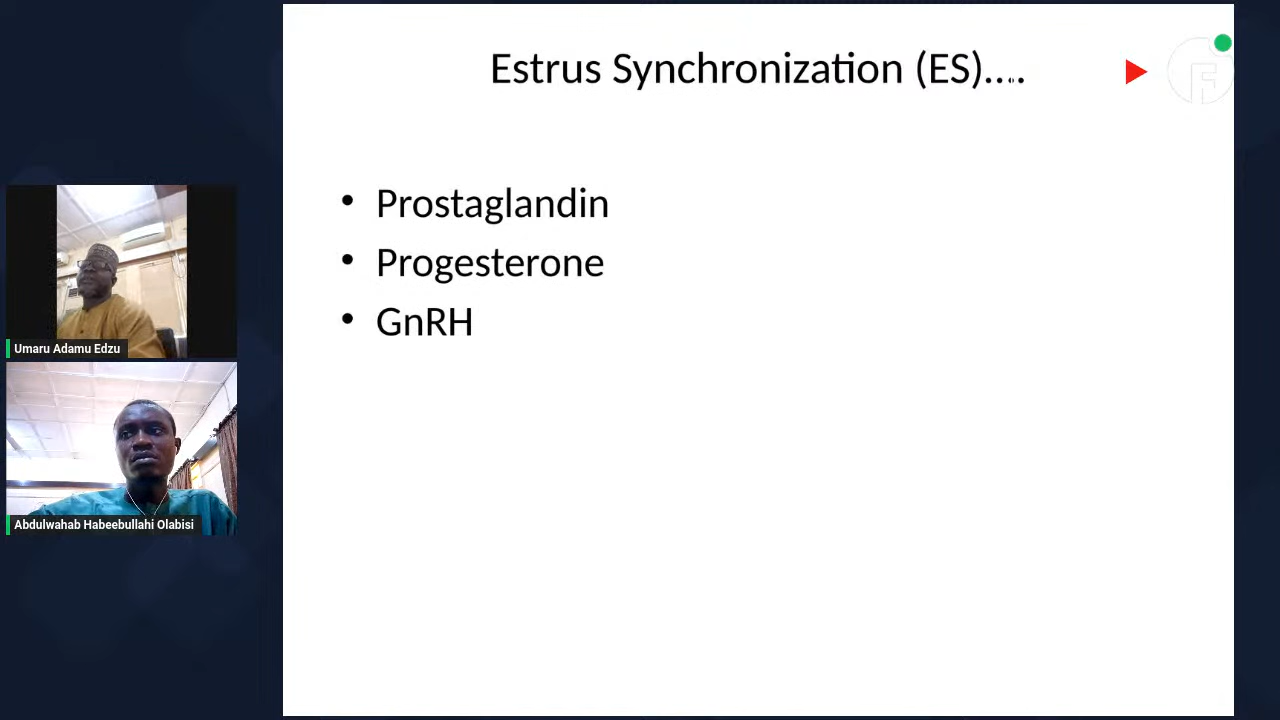 Estrus Synchronization (ES)....
• Prostaglandin
• Progesterone
• GnRH
Umaru Adamu Edzu
Abdulwahab Habeebullahi Olabisi